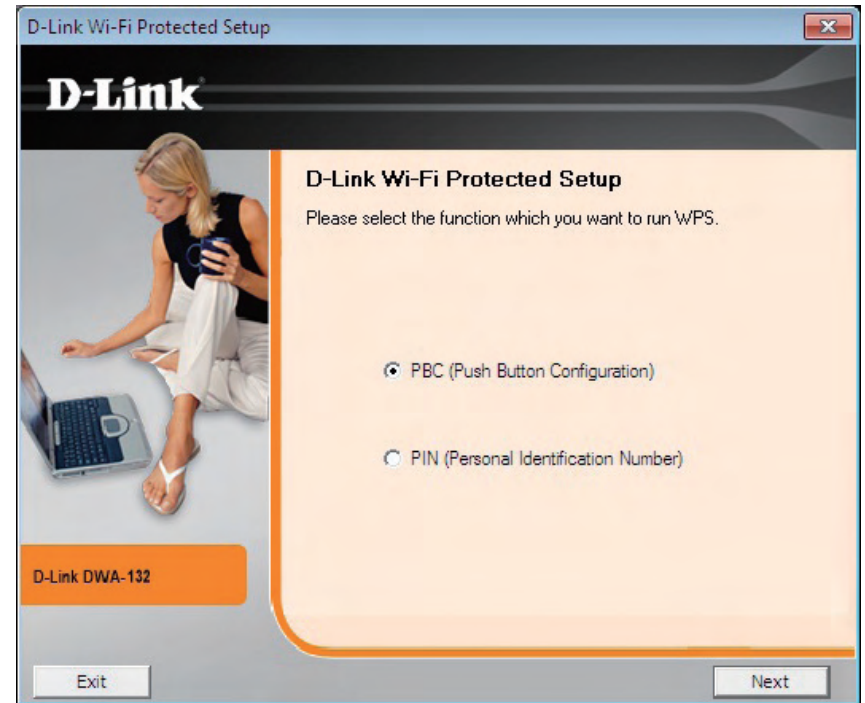 D-Link Wi-Fi Protected Setup
D-Link
D-Link Wi-Fi Protected Setup
Please select the function which you want to run WPS.
PBC (Push Button Configuration)
PIN (Personal Identification Number)
D-Link DWA-132
Exit
Next